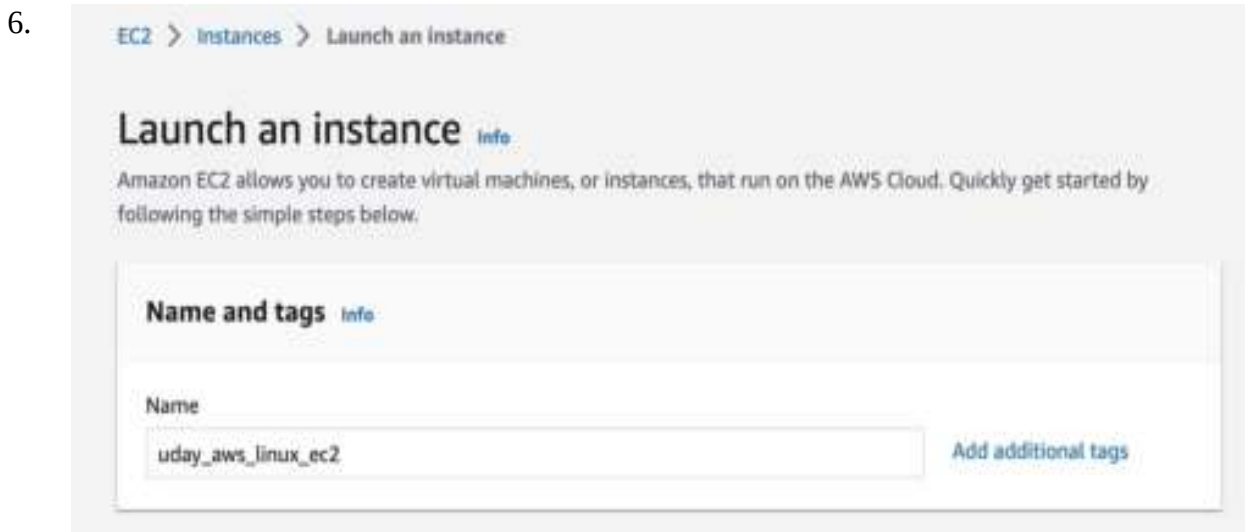 6.
EC2 > Instances > Launch an instance
Launch an instance Info
Amazon EC2 allows you to create virtual machines, or instances, that run on the AWS Cloud. Quickly get started by
following the simple steps below.
Name and tags Info
Name
uday_aws_linux_ec2
Add additional tags